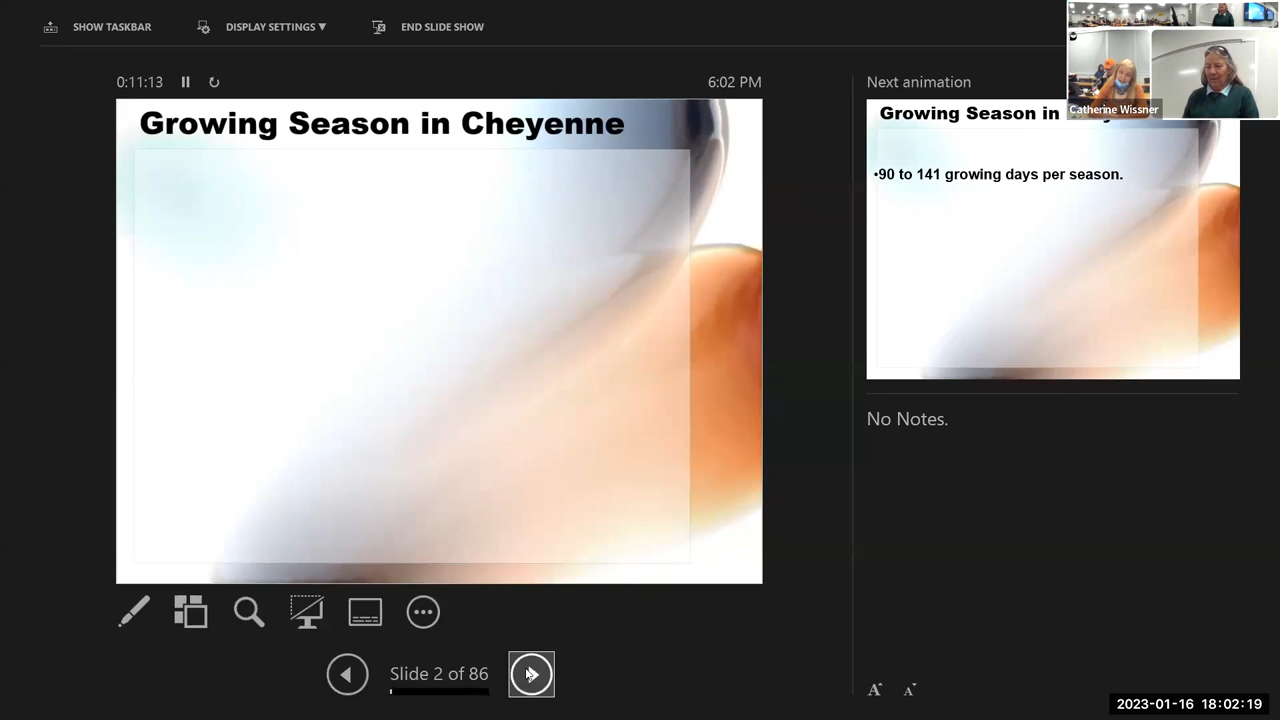 SHOW TASKBAR
DISPLAY SETTINGS ▼
END SLIDE SHOW
0:11:13
6:02 PM
Next animation
Catherine Wissner
Growing Season in Cheyenne
Growing Season in
•90 to 141 growing days per season.
No Notes.
Slide 2 of 86
A A
2023-01-16 18:02:19